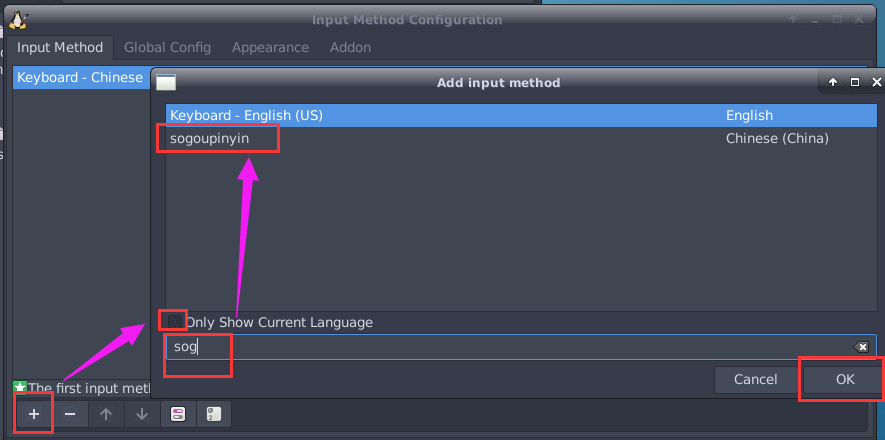 Input Method Configuration
Input Method Global Config Appearance Addon
Keyboard - Chinese
Add input method
Keyboard - English (US) English
sogoupinyin Chinese (China)
Only Show Current Language
sog
Cancel OK
The first input meth